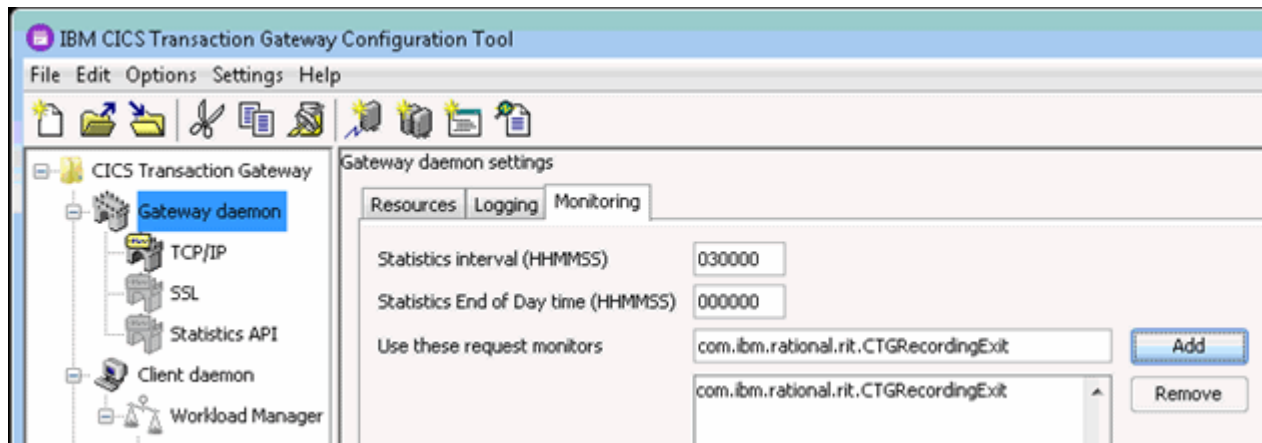 IBM CICS Transaction Gateway Configuration Tool
File Edit Options Settings Help
CICS Transaction Gateway
Gateway daemon
TCP/IP
SSL
Statistics API
Client daemon
Workload Manager
Gateway daemon settings
Resources Logging Monitoring
Statistics interval (HHMMSS) 030000
Statistics End of Day time (HHMMSS) 000000
Use these request monitors com.ibm.rational.rit.CTGRecordingExit Add
com.ibm.rational.rit.CTGRecordingExit Remove